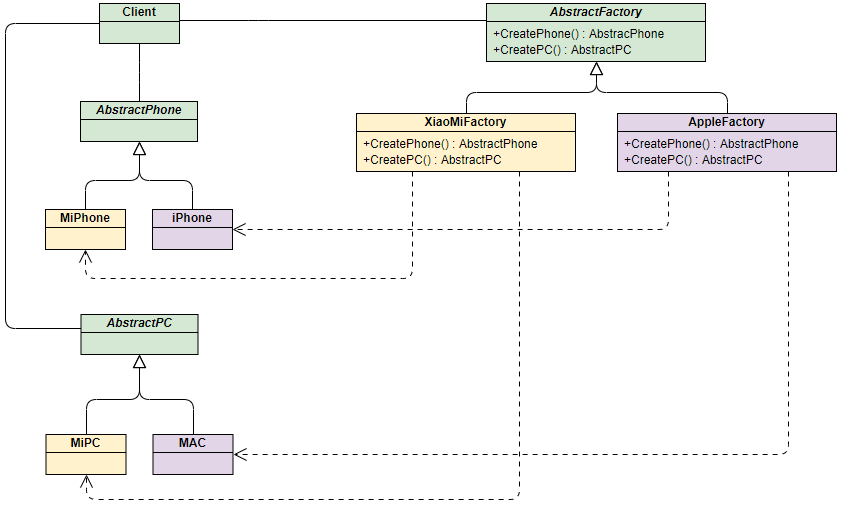 Client
AbstractFactory
+CreatePhone() : AbstracPhone
+CreatePC() : AbstractPC
AbstractPhone
XiaoMiFactory
+CreatePhone() : AbstractPhone
+CreatePC() : AbstractPC
AppleFactory
+CreatePhone() : AbstractPhone
+CreatePC() : AbstractPC
MiPhone
iPhone
AbstractPC
MiPC
MAC